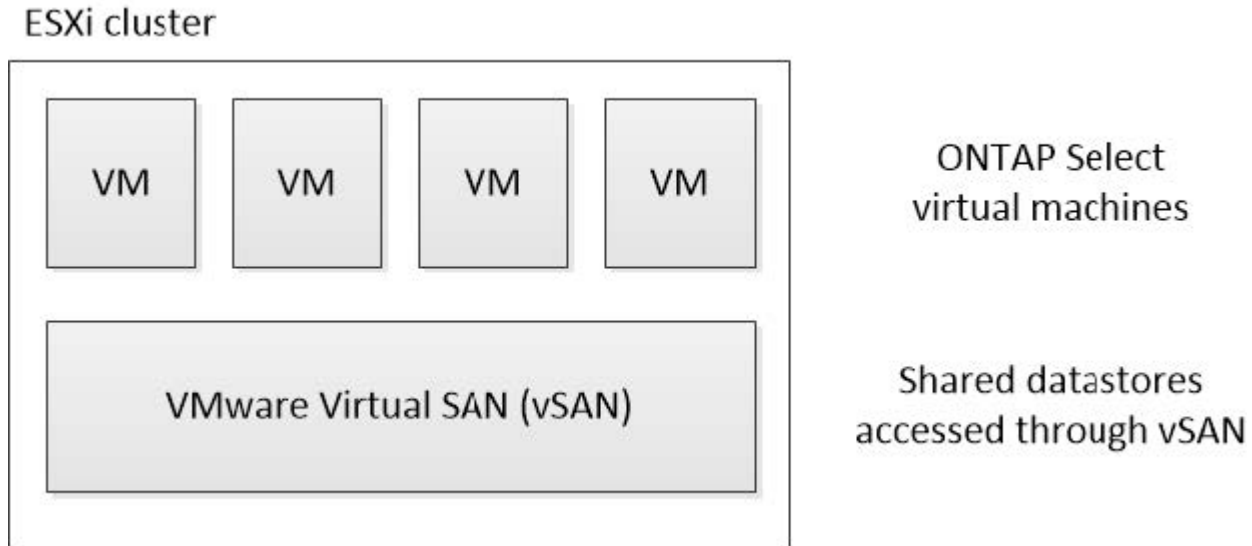 ESXi cluster
VM VM VM VM
ONTAP Select
virtual machines
VMware Virtual SAN (vSAN)
Shared datastores
accessed through vSAN